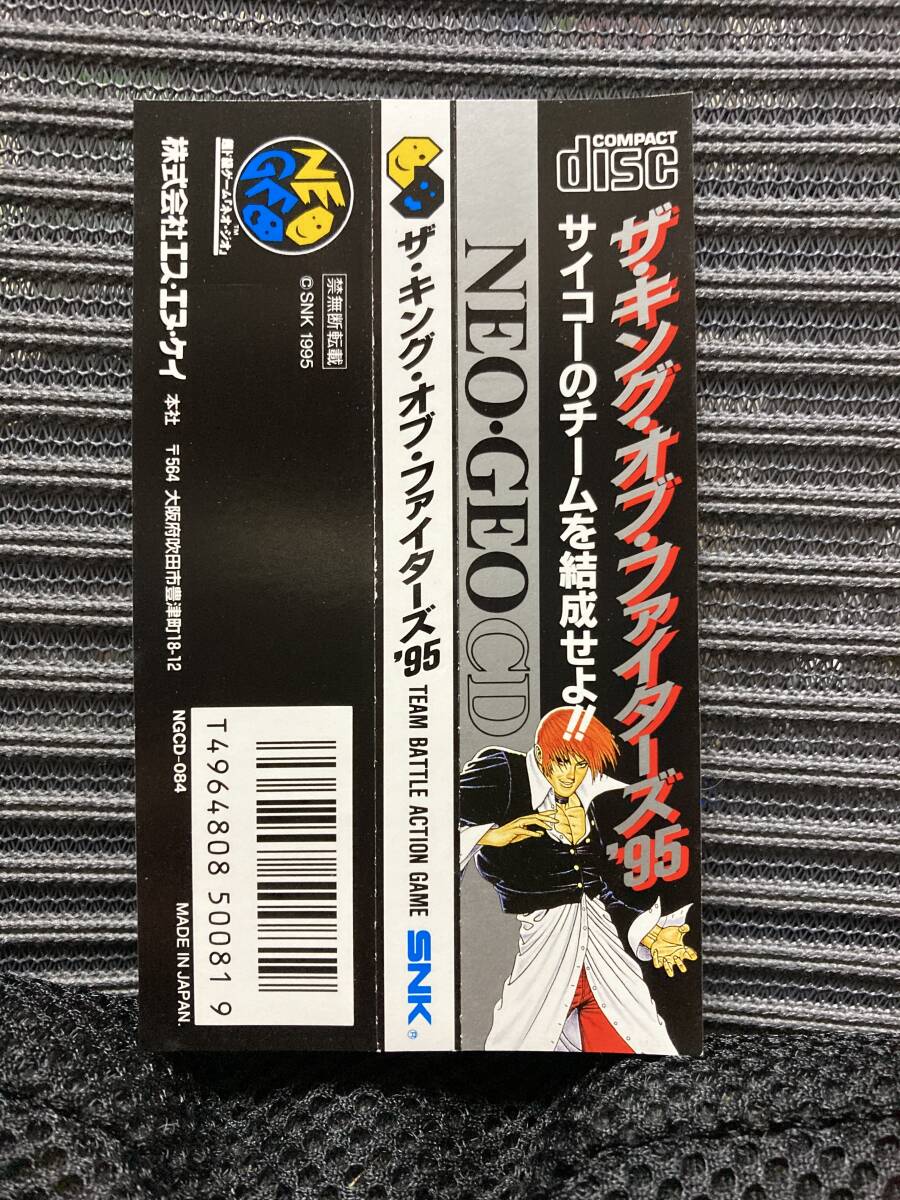 COMPACT
disc
ザ・キング・オブ・ファイターズ'95
サイコーのチームを結成せよ!!
NEO・GEO CD
ザ・キング・オブ・ファイターズ'95 TEAM BATTLE ACTION GAME SNK®
NEO
GEO
TM
禁無断転載
© SNK 1995
T4964808 50081 9
株式会社エス・エヌ・ケイ 本社 〒564 大阪府吹田市豊津町18-12 NGCD-084 MADE IN JAPAN.